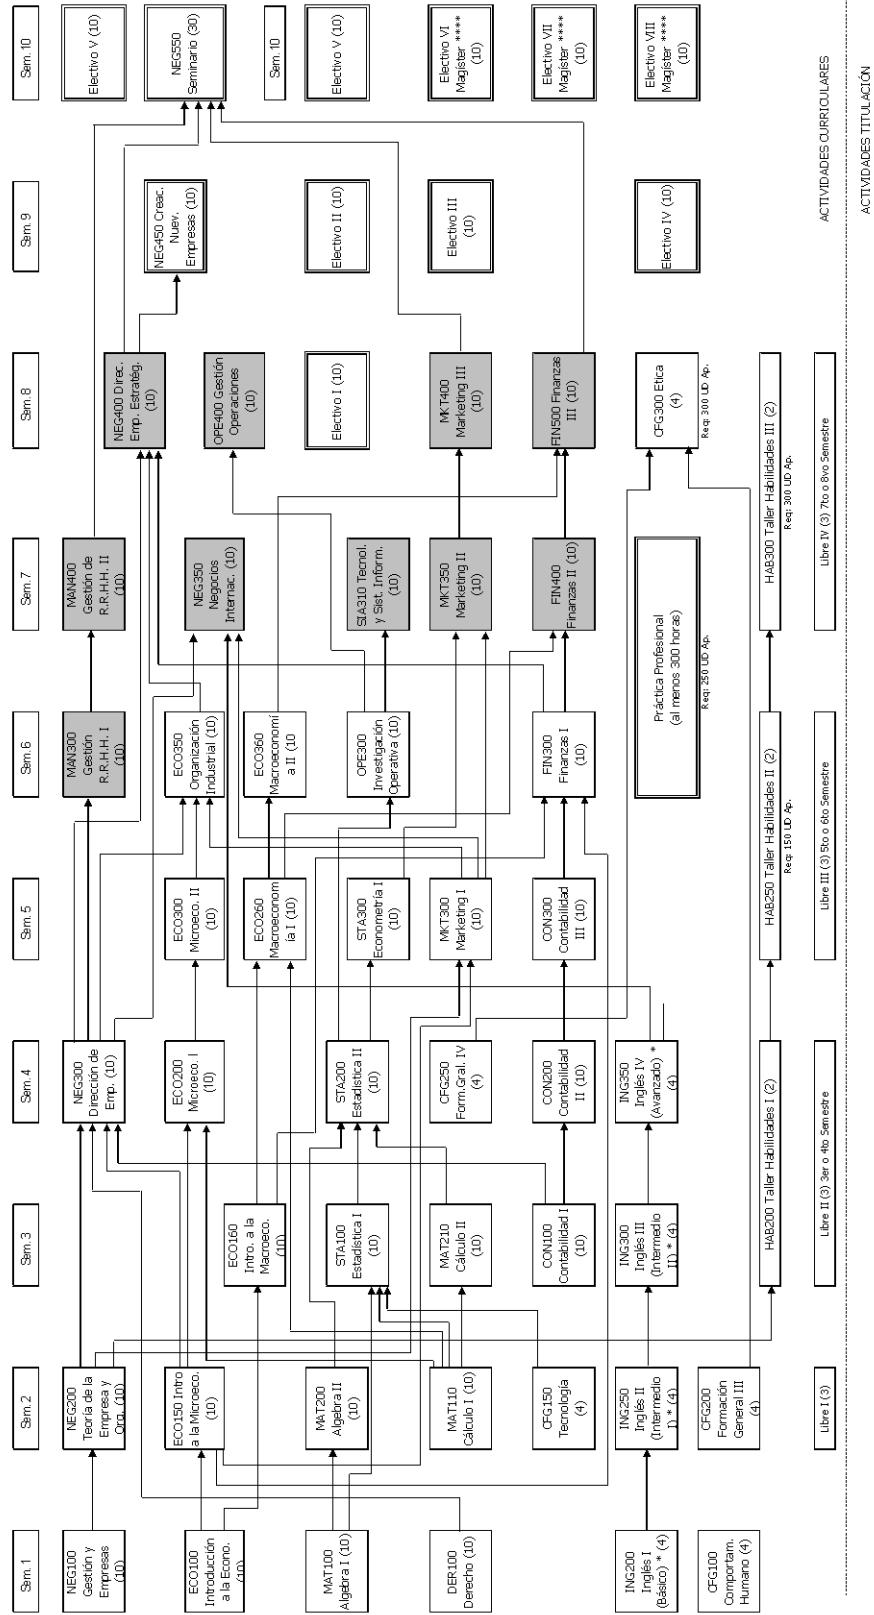 Sem.1
NEG100
Gestión y
Empresas
(10)
ECO100
Introducción
a la Econo.
(10)
MAT100
Algebra I (10)
DER100
Derecho (10)
ING200
Inglés I
(Básico) * (4)
CFG100
Comportam.
Humano (4)
Sem.2
NEG200
Teoría de la
Empresa y
Org. (10)
ECO150 Intro
a la Microeco.
(10)
MAT200
Algebra II
(10)
MAT110
Cálculo I (10)
CFG150
Tecnología
(4)
ING250
Inglés II
(Intermedio
I) * (4)
CFG200
Formación
General III
(4)
Libre I (3)
Sem.3
ECO160
Intro. a la
Macroeco.
(10)
STA100
Estadística I
(10)
MAT210
Cálculo II
(10)
CON100
Contabilidad I
(10)
ING300
Inglés III
(Intermedio
II) * (4)
Sem.4
NEG300
Dirección de
Emp. (10)
ECO200
Microeco. I
(10)
STA200
Estadística II
(10)
CFG250
Form.Gral. IV
(4)
CON200
Contabilidad
II (10)
ING350
Inglés IV
(Avanzado) *
(4)
HAB200 Taller Habilidades I (2)
Libre II (3) 3er o 4to Semestre
Sem.5
ECO300
Microeco. II
(10)
ECO260
Macroeconom
ía I (10)
STA300
Econometría I
(10)
MKT300
Marketing I
(10)
CON300
Contabilidad
III (10)
Sem.6
MAN300
Gestión
R.R.H.H. I
(10)
ECO350
Organización
Industrial (10)
ECO360
Macroeconomí
a II (10
OPE300
Investigación
Operativa (10)
FIN300
Finanzas I
(10)
HAB250 Taller Habilidades II (2)
Req: 150 UD Ap.
Libre III (3) 5to o 6to Semestre
Sem.7
MAN400
Gestión de
R.R.H.H. II
(10)
NEG350
Negocios
Internac. (10)
SIA310 Tecnol.
y Sist. Inform.
(10)
MKT350
Marketing II
(10)
FIN400
Finanzas II (10)
Práctica Profesional
(al menos 300 horas)
Req: 250 UD Ap.
Sem.8
NEG400 Direc.
Emp. Estratég.
(10)
OPE400 Gestión
Operaciones
(10)
Electivo I (10)
MKT400
Marketing III
(10)
FIN500 Finanzas
III (10)
CFG300 Etica
(4)
Req: 300 UD Ap.
HAB300 Taller Habilidades III (2)
Req: 300 UD Ap.
Libre IV (3) 7to o 8vo Semestre
Sem.9
NEG450 Creac.
Nuev.
Empresas (10)
Electivo II (10)
Electivo III
(10)
Electivo IV (10)
Sem.10
Electivo V (10)
NEG550
Seminario (30)
Sem.10
Electivo V (10)
Electivo VI
Magíster ****
(10)
Electivo VII
Magíster ****
(10)
Electivo VIII
Magíster ****
(10)
ACTIVIDADES CURRICULARES
ACTIVIDADES TITULACIÓN